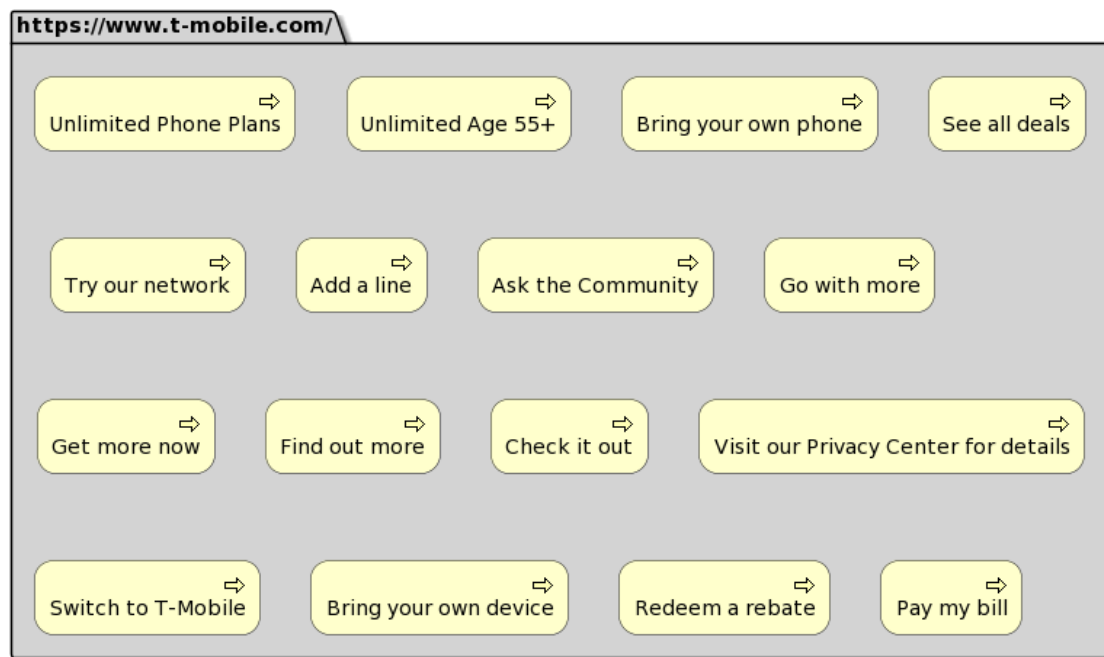 https://www.t-mobile.com/
Unlimited Phone Plans
Unlimited Age 55+
Bring your own phone
See all deals
Try our network
Add a line
Ask the Community
Go with more
Get more now
Find out more
Check it out
Visit our Privacy Center for details
Switch to T-Mobile
Bring your own device
Redeem a rebate
Pay my bill